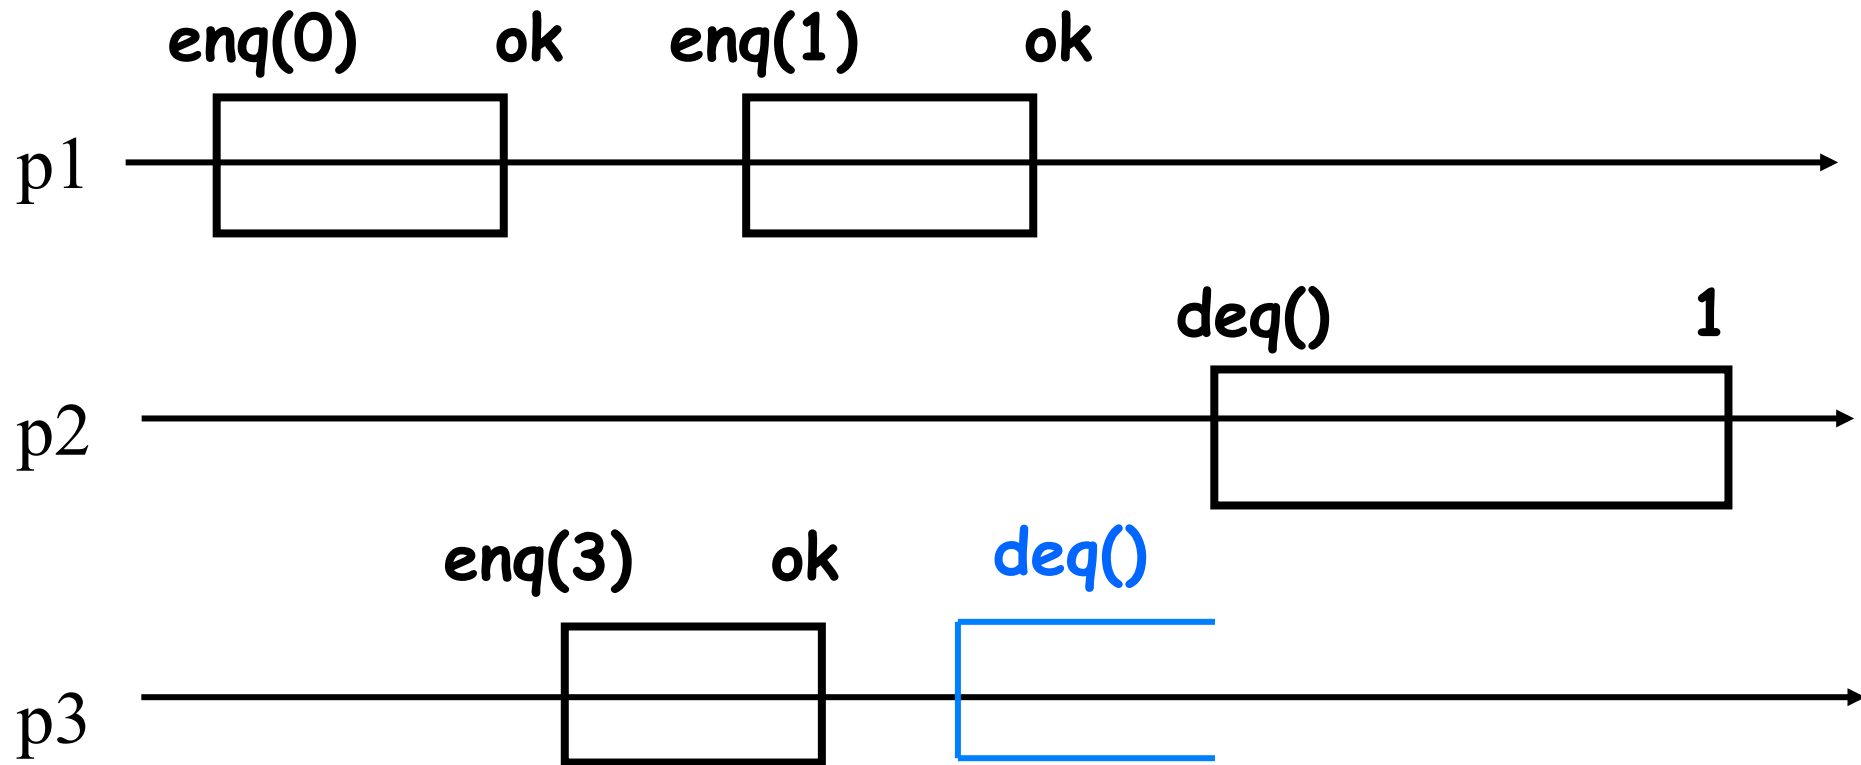 enq(0) ok enq(1) ok
p1
deq() 1
p2
enq(3) ok deq()
p3